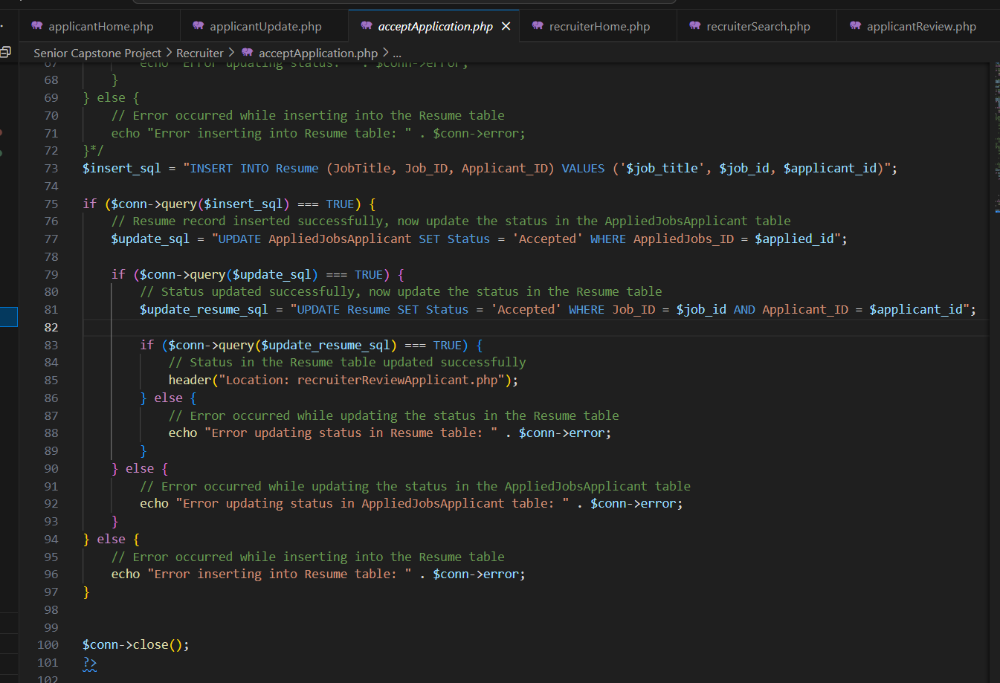 applicantHome.php
applicantUpdate.php
acceptApplication.php
recruiterHome.php
recruiterSearch.php
applicantReview.php
Senior Capstone Project > Recruiter > acceptApplication.php > ...
67 echo "Error updating status: " . $conn->error;
68 }
69 } else {
70 // Error occurred while inserting into the Resume table
71 echo "Error inserting into Resume table: " . $conn->error;
72 }*/
73 $insert_sql = "INSERT INTO Resume (JobTitle, Job_ID, Applicant_ID) VALUES ('$job_title', $job_id, $applicant_id)";
74
75 if ($conn->query($insert_sql) === TRUE) {
76 // Resume record inserted successfully, now update the status in the AppliedJobsApplicant table
77 $update_sql = "UPDATE AppliedJobsApplicant SET Status = 'Accepted' WHERE AppliedJobs_ID = $applied_id";
78
79 if ($conn->query($update_sql) === TRUE) {
80 // Status updated successfully, now update the status in the Resume table
81 $update_resume_sql = "UPDATE Resume SET Status = 'Accepted' WHERE Job_ID = $job_id AND Applicant_ID = $applicant_id";
82
83 if ($conn->query($update_resume_sql) === TRUE) {
84 // Status in the Resume table updated successfully
85 header("Location: recruiterReviewApplicant.php");
86 } else {
87 // Error occurred while updating the status in the Resume table
88 echo "Error updating status in Resume table: " . $conn->error;
89 }
90 } else {
91 // Error occurred while updating the status in the AppliedJobsApplicant table
92 echo "Error updating status in AppliedJobsApplicant table: " . $conn->error;
93 }
94 } else {
95 // Error occurred while inserting into the Resume table
96 echo "Error inserting into Resume table: " . $conn->error;
97 }
98
99
100 $conn->close();
101 ?>
102